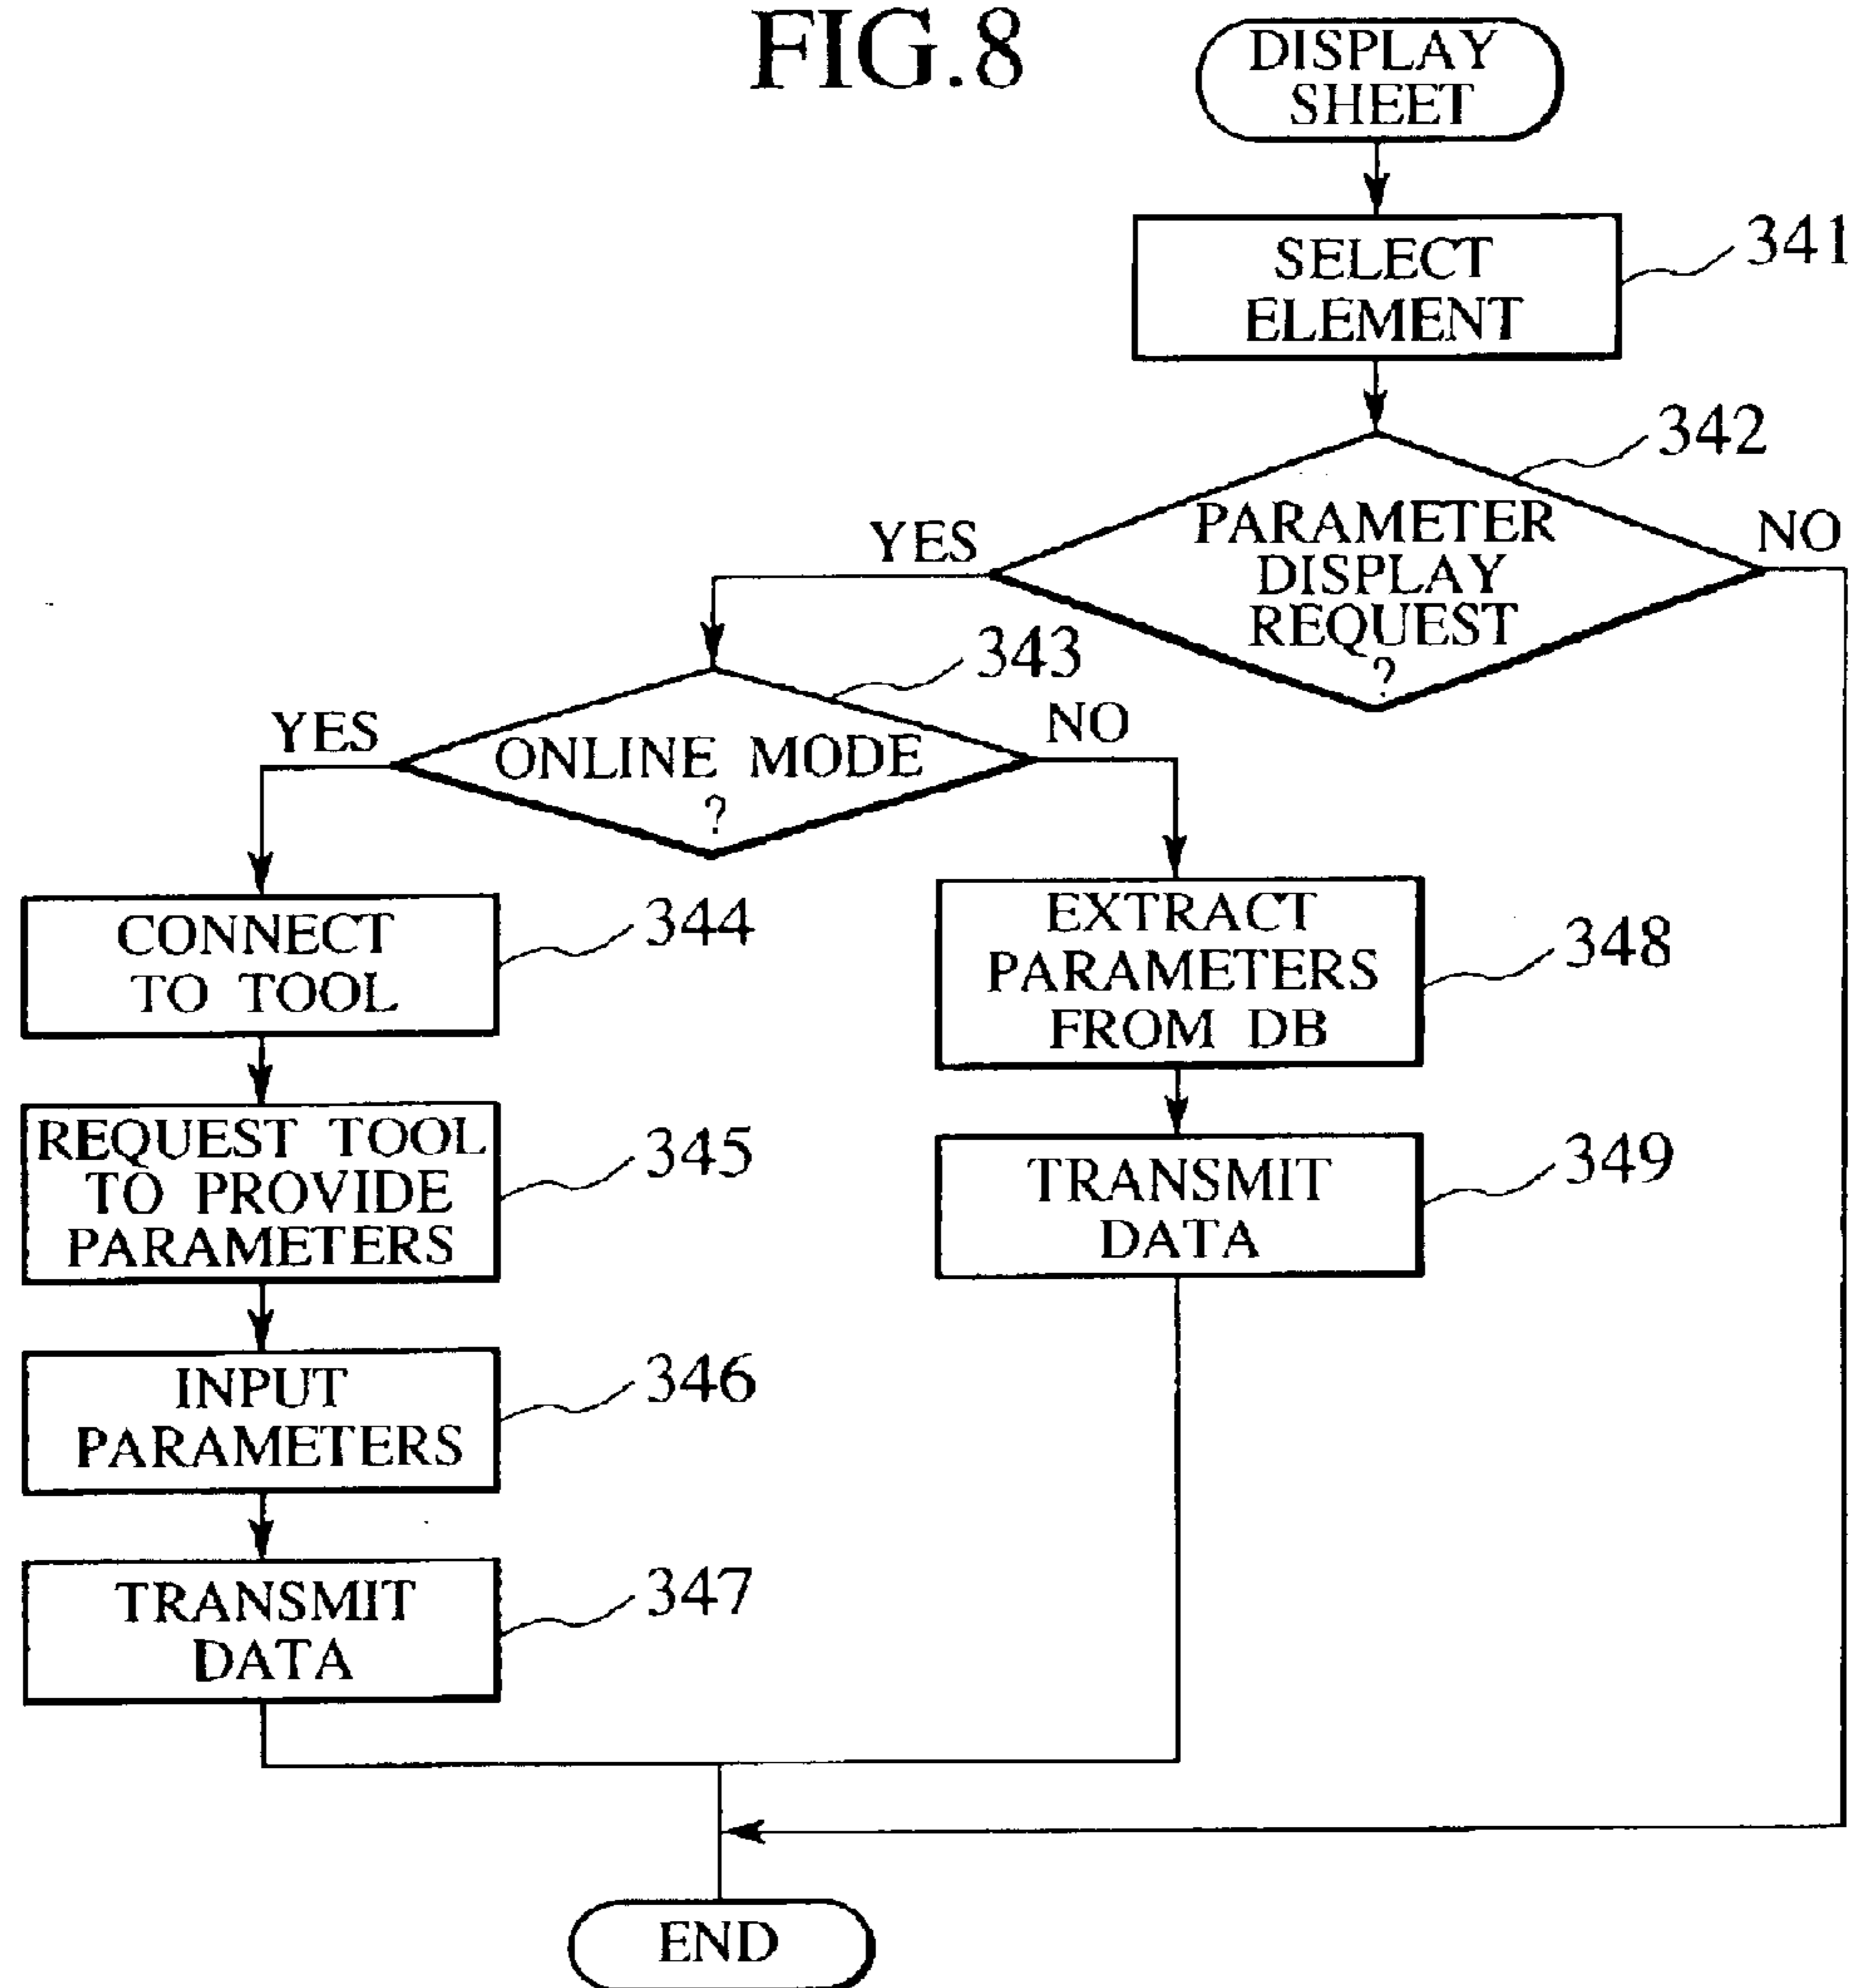 FIG.8
DISPLAY
SHEET
SELECT
ELEMENT
341
342
PARAMETER
DISPLAY
REQUEST
?
YES
NO
343
ONLINE MODE
?
YES
NO
CONNECT
TO TOOL
344
EXTRACT
PARAMETERS
FROM DB
348
REQUEST TOOL
TO PROVIDE
PARAMETERS
345
TRANSMIT
DATA
349
INPUT
PARAMETERS
346
TRANSMIT
DATA
347
END